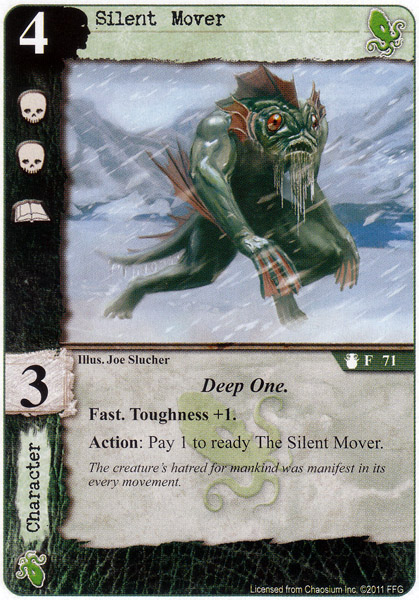 4
Silent Mover
Illus. Joe Slucher
F 71
3
Deep One.
Fast. Toughness +1.
Action: Pay 1 to ready The Silent Mover.
The creature's hatred for mankind was manifest in its
every movement.
Character
Licensed from Chaosium Inc. ©2011 FFG